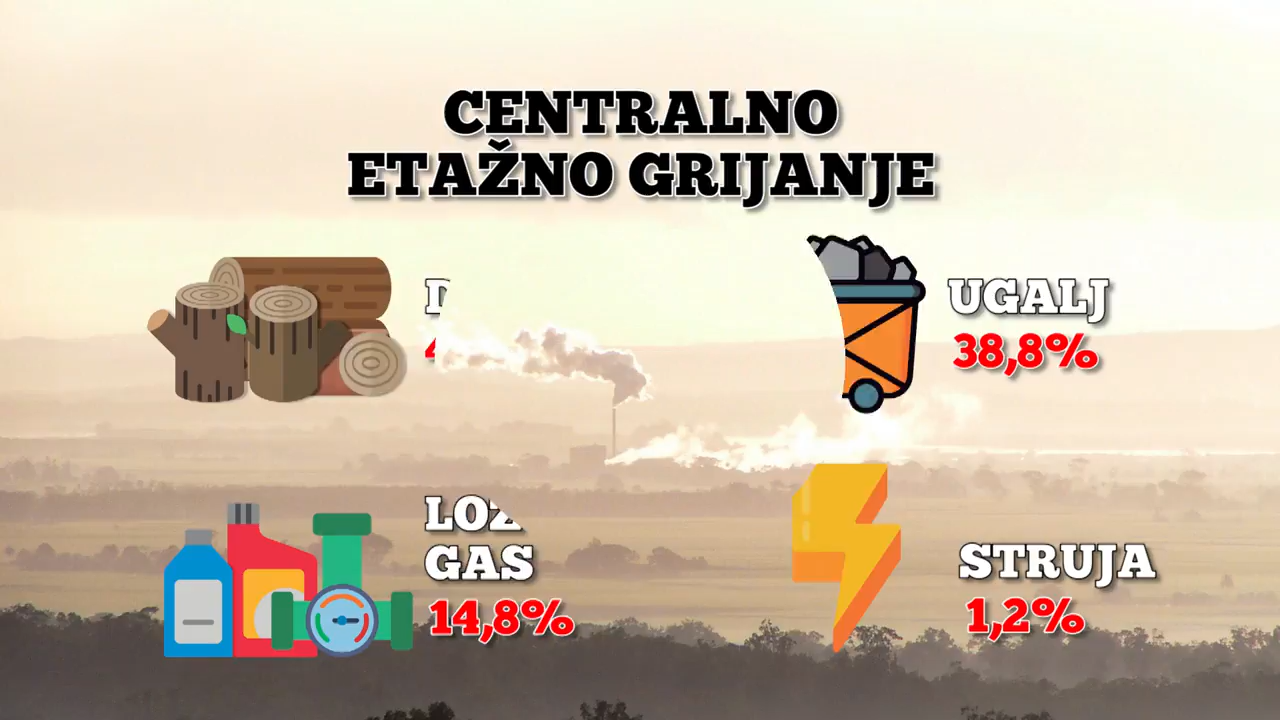 CENTRALNO
ETAŽNO GRIJANJE
UGALJ
38,8%
GAS
14,8%
STRUJA
1,2%